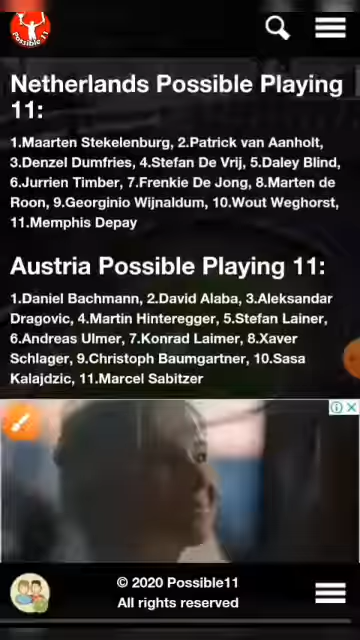 Possible 11
Netherlands Possible Playing
11:
1.Maarten Stekelenburg, 2.Patrick van Aanholt,
3.Denzel Dumfries, 4.Stefan De Vrij, 5.Daley Blind,
6.Jurrien Timber, 7.Frenkie De Jong, 8.Marten de
Roon, 9.Georginio Wijnaldum, 10.Wout Weghorst,
11.Memphis Depay
Austria Possible Playing 11:
1.Daniel Bachmann, 2.David Alaba, 3.Aleksandar
Dragovic, 4.Martin Hinteregger, 5.Stefan Lainer,
6.Andreas Ulmer, 7.Konrad Laimer, 8.Xaver
Schlager, 9.Christoph Baumgartner, 10.Sasa
Kalajdzic, 11.Marcel Sabitzer
© 2020 Possible11
All rights reserved